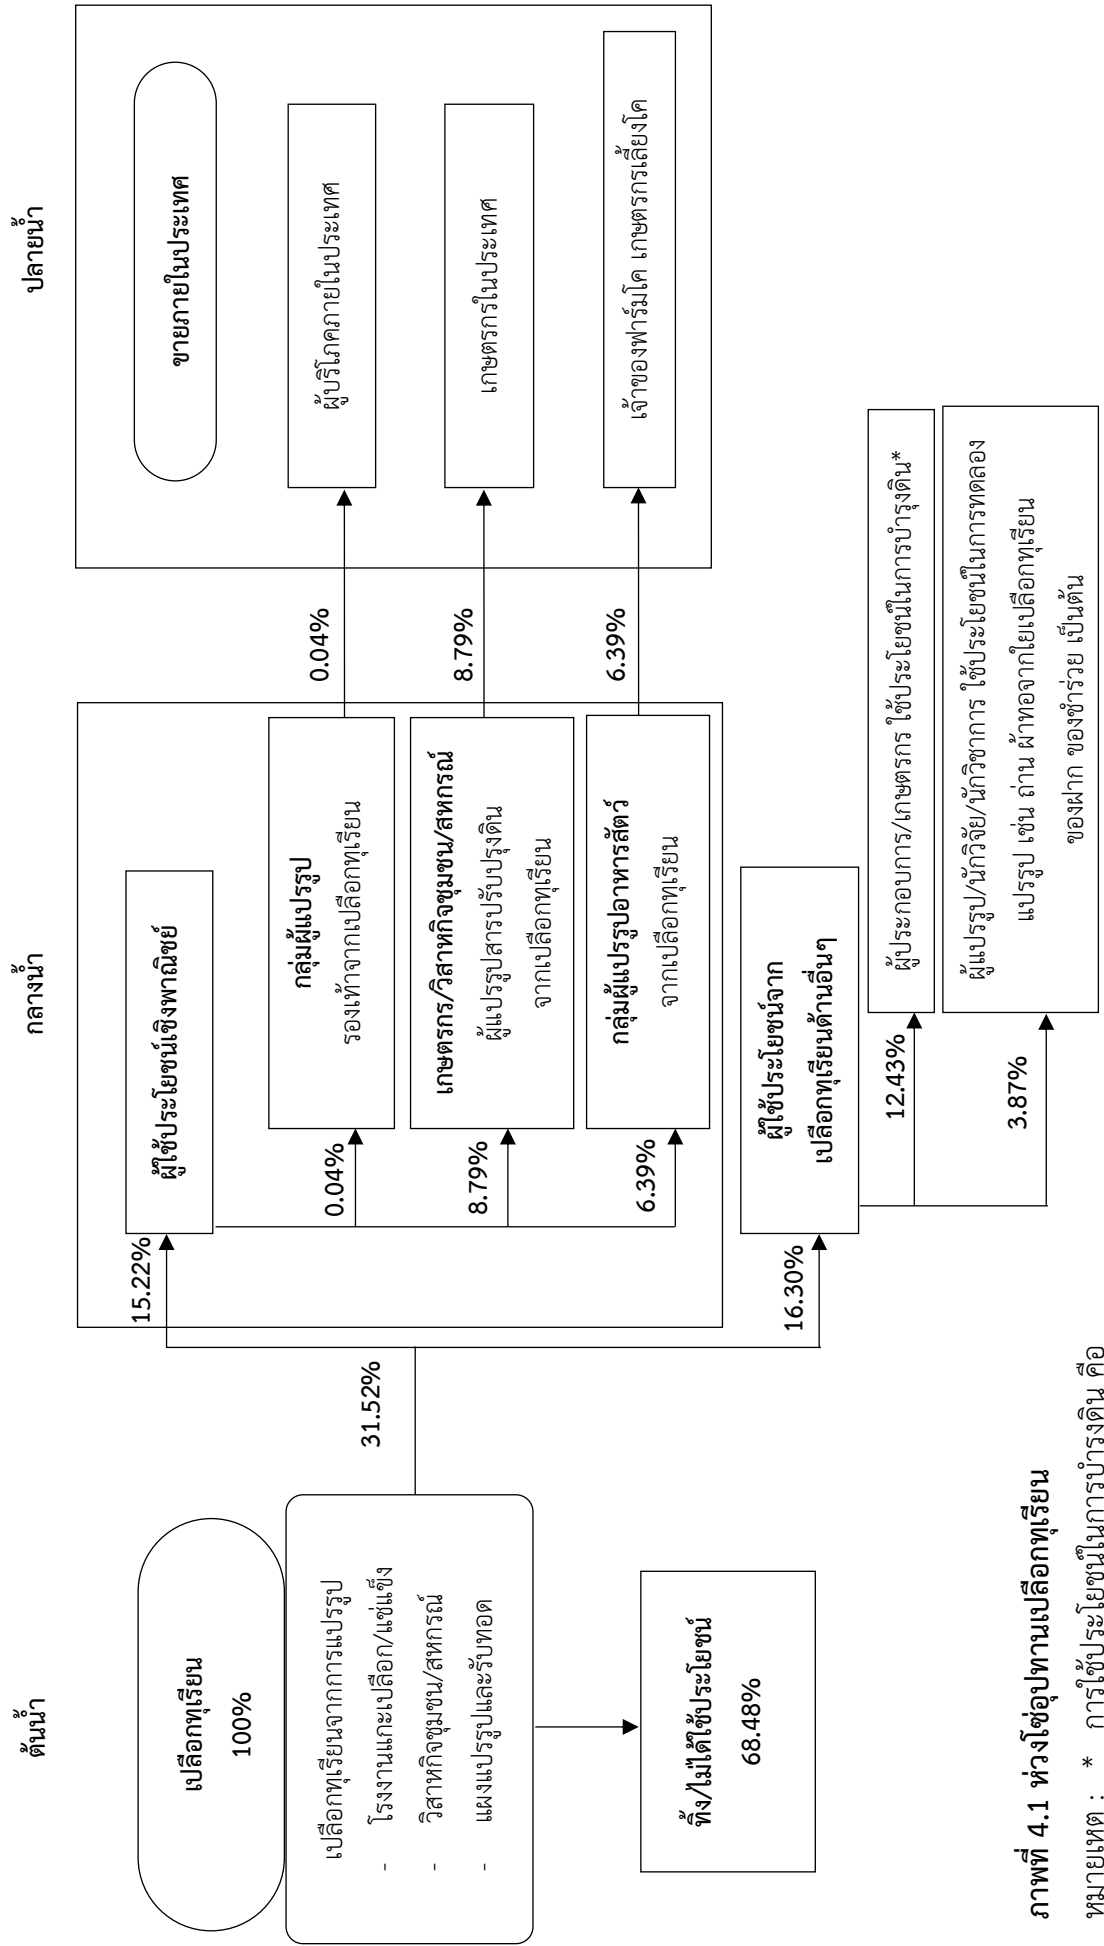 ต้นน้ำ
กลางน้ำ
ปลายน้ำ
เปลือกทุเรียน
100%
เปลือกทุเรียนจากการแปรรูป
- โรงงานแกะเปลือก/แช่แข็ง
- วิสาหกิจชุมชน/สหกรณ์
- แผงแปรรูปและรับทอด
ทิ้ง/ไม่ได้ใช้ประโยชน์
68.48%
31.52%
15.22%
ผู้ใช้ประโยชน์เชิงพาณิชย์
0.04%
กลุ่มผู้แปรรูป
รองเท้าจากเปลือกทุเรียน
8.79%
เกษตรกร/วิสาหกิจชุมชน/สหกรณ์
ผู้แปรรูปสารปรับปรุงดิน
จากเปลือกทุเรียน
6.39%
กลุ่มผู้แปรรูปอาหารสัตว์
จากเปลือกทุเรียน
16.30%
ผู้ใช้ประโยชน์จาก
เปลือกทุเรียนด้านอื่นๆ
12.43%
ผู้ประกอบการ/เกษตรกร ใช้ประโยชน์ในการบำรุงดิน*
3.87%
ผู้แปรรูป/นักวิจัย/นักวิชาการ ใช้ประโยชน์ในการทดลอง
แปรรูป เช่น ถ่าน ผ้าทอจากใยเปลือกทุเรียน
ของฝาก ของชำร่วย เป็นต้น
ขายภายในประเทศ
0.04%
ผู้บริโภคภายในประเทศ
8.79%
เกษตรกรในประเทศ
6.39%
เจ้าของฟาร์มโค เกษตรกรเลี้ยงโค
ภาพที่ 4.1 ห่วงโซ่อุปทานเปลือกทุเรียน
หมายเหตุ : * การใช้ประโยชน์ในการบำรุงดิน คือ